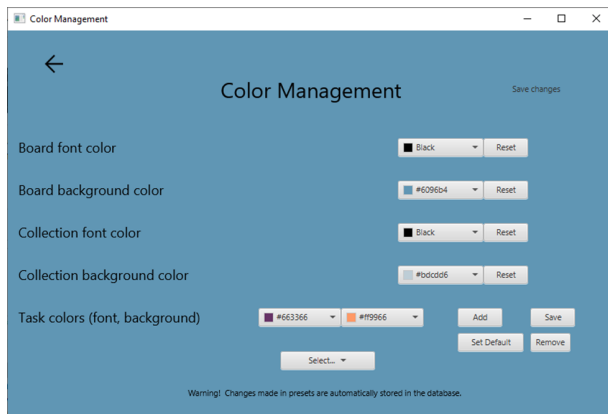 Color Management
Color Management
Save changes
Board font color
Black
Reset
Board background color
#6096b4
Reset
Collection font color
Black
Reset
Collection background color
#bdcdd6
Reset
Task colors (font, background)
#663366
#ff9966
Add
Save
Set Default
Remove
Select...
Warning! Changes made in presets are automatically stored in the database.